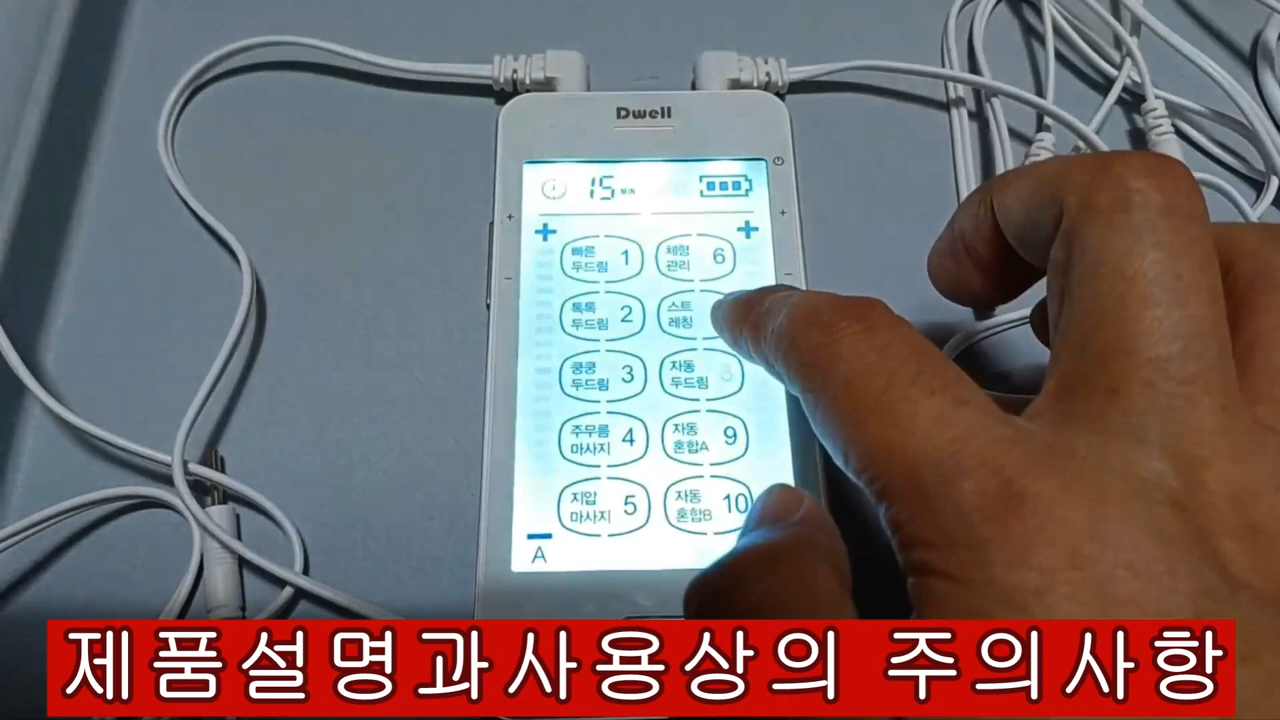 Dwell
15 MIN
+ +
빠른
두드림 1
체형
관리 6
톡톡
두드림 2
스트
레칭
쿵쿵
두드림 3
자동
두드림 8
주무름
마사지 4
자동
혼합A 9
지압
마사지 5
자동
혼합B 10
A
제품설명과사용상의 주의사항